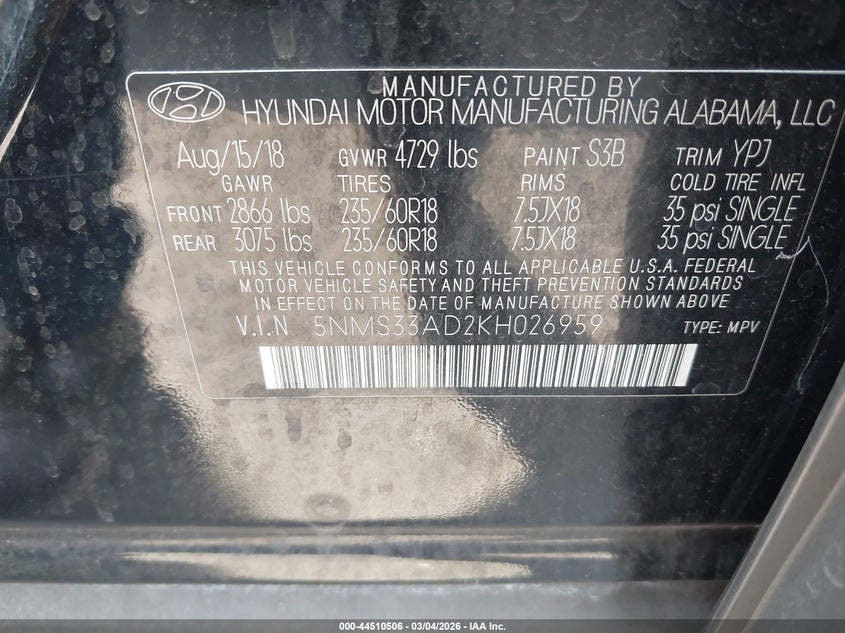 MANUFACTURED BY
HYUNDAI MOTOR MANUFACTURING ALABAMA, LLC
Aug/15/18 GVWR 4729 lbs PAINT S3B TRIM YPJ
GAWR TIRES RIMS COLD TIRE INFL
FRONT 2866 lbs 235/60R18 7.5JX18 35 psi SINGLE
REAR 3075 lbs 235/60R18 7.5JX18 35 psi SINGLE
THIS VEHICLE CONFORMS TO ALL APPLICABLE U.S.A. FEDERAL
MOTOR VEHICLE SAFETY AND THEFT PREVENTION STANDARDS
IN EFFECT ON THE DATE OF MANUFACTURE SHOWN ABOVE
V.I.N 5NMS33AD2KH026959 TYPE: MPV
000-44510506 - 03/04/2026 - IAA Inc.